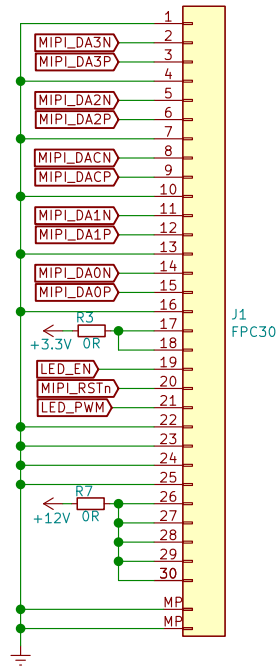 1
MIPI_DA3N 2
MIPI_DA3P 3
4
MIPI_DA2N 5
MIPI_DA2P 6
7
MIPI_DACN 8
MIPI_DACP 9
10
MIPI_DA1N 11
MIPI_DA1P 12
13
MIPI_DA0N 14
MIPI_DA0P 15
16
J1
R3 17
FPC30
+3.3V 0R 18
LED_EN 19
MIPI_RSTn 20
LED_PWM 21
22
23
24
25
R7 26
+12V 0R 27
28
29
30
MP
MP